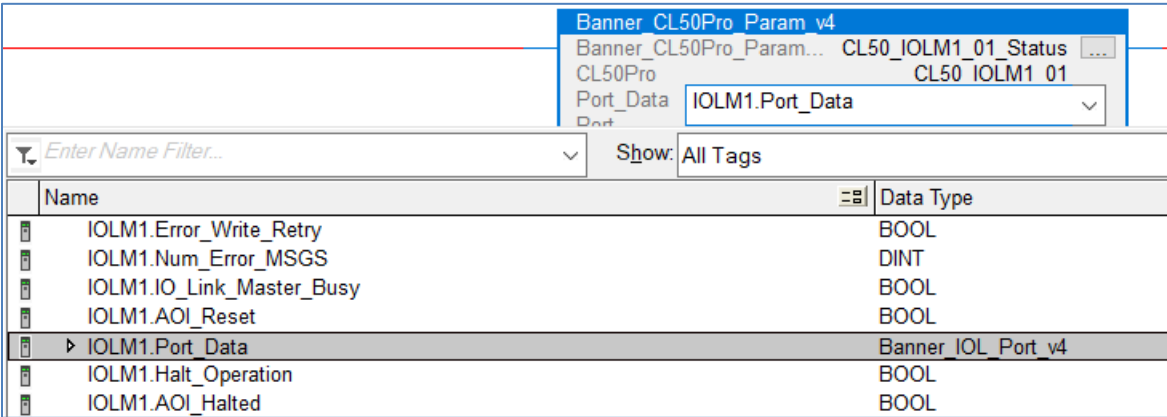 Banner_CL50Pro_Param_v4
Banner_CL50Pro_Param... CL50_IOLM1_01_Status ...
CL50Pro CL50_IOLM1_01
Port_Data IOLM1.Port_Data
Port
Enter Name Filter... Show: All Tags
Name Data Type
IOLM1.Error_Write_Retry BOOL
IOLM1.Num_Error_MSGS DINT
IOLM1.IO_Link_Master_Busy BOOL
IOLM1.AOI_Reset BOOL
IOLM1.Port_Data Banner_IOL_Port_v4
IOLM1.Halt_Operation BOOL
IOLM1.AOI_Halted BOOL